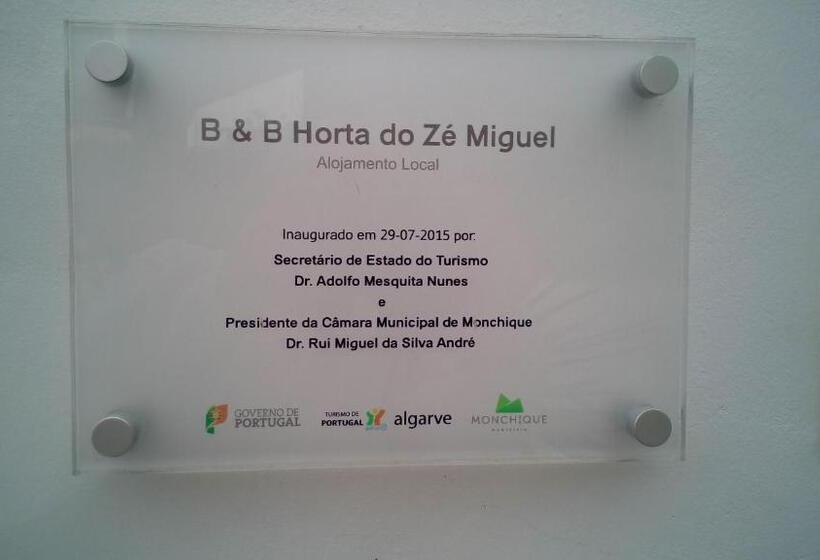 B & B Horta do Zé Miguel
Alojamento Local
Inaugurado em 29-07-2015 por:
Secretário de Estado do Turismo
Dr. Adolfo Mesquita Nunes
e
Presidente da Câmara Municipal de Monchique
Dr. Rui Miguel da Silva André
GOVERNO DE PORTUGAL
TURISMO DE PORTUGAL algarve
MONCHIQUE
MUNICÍPIO